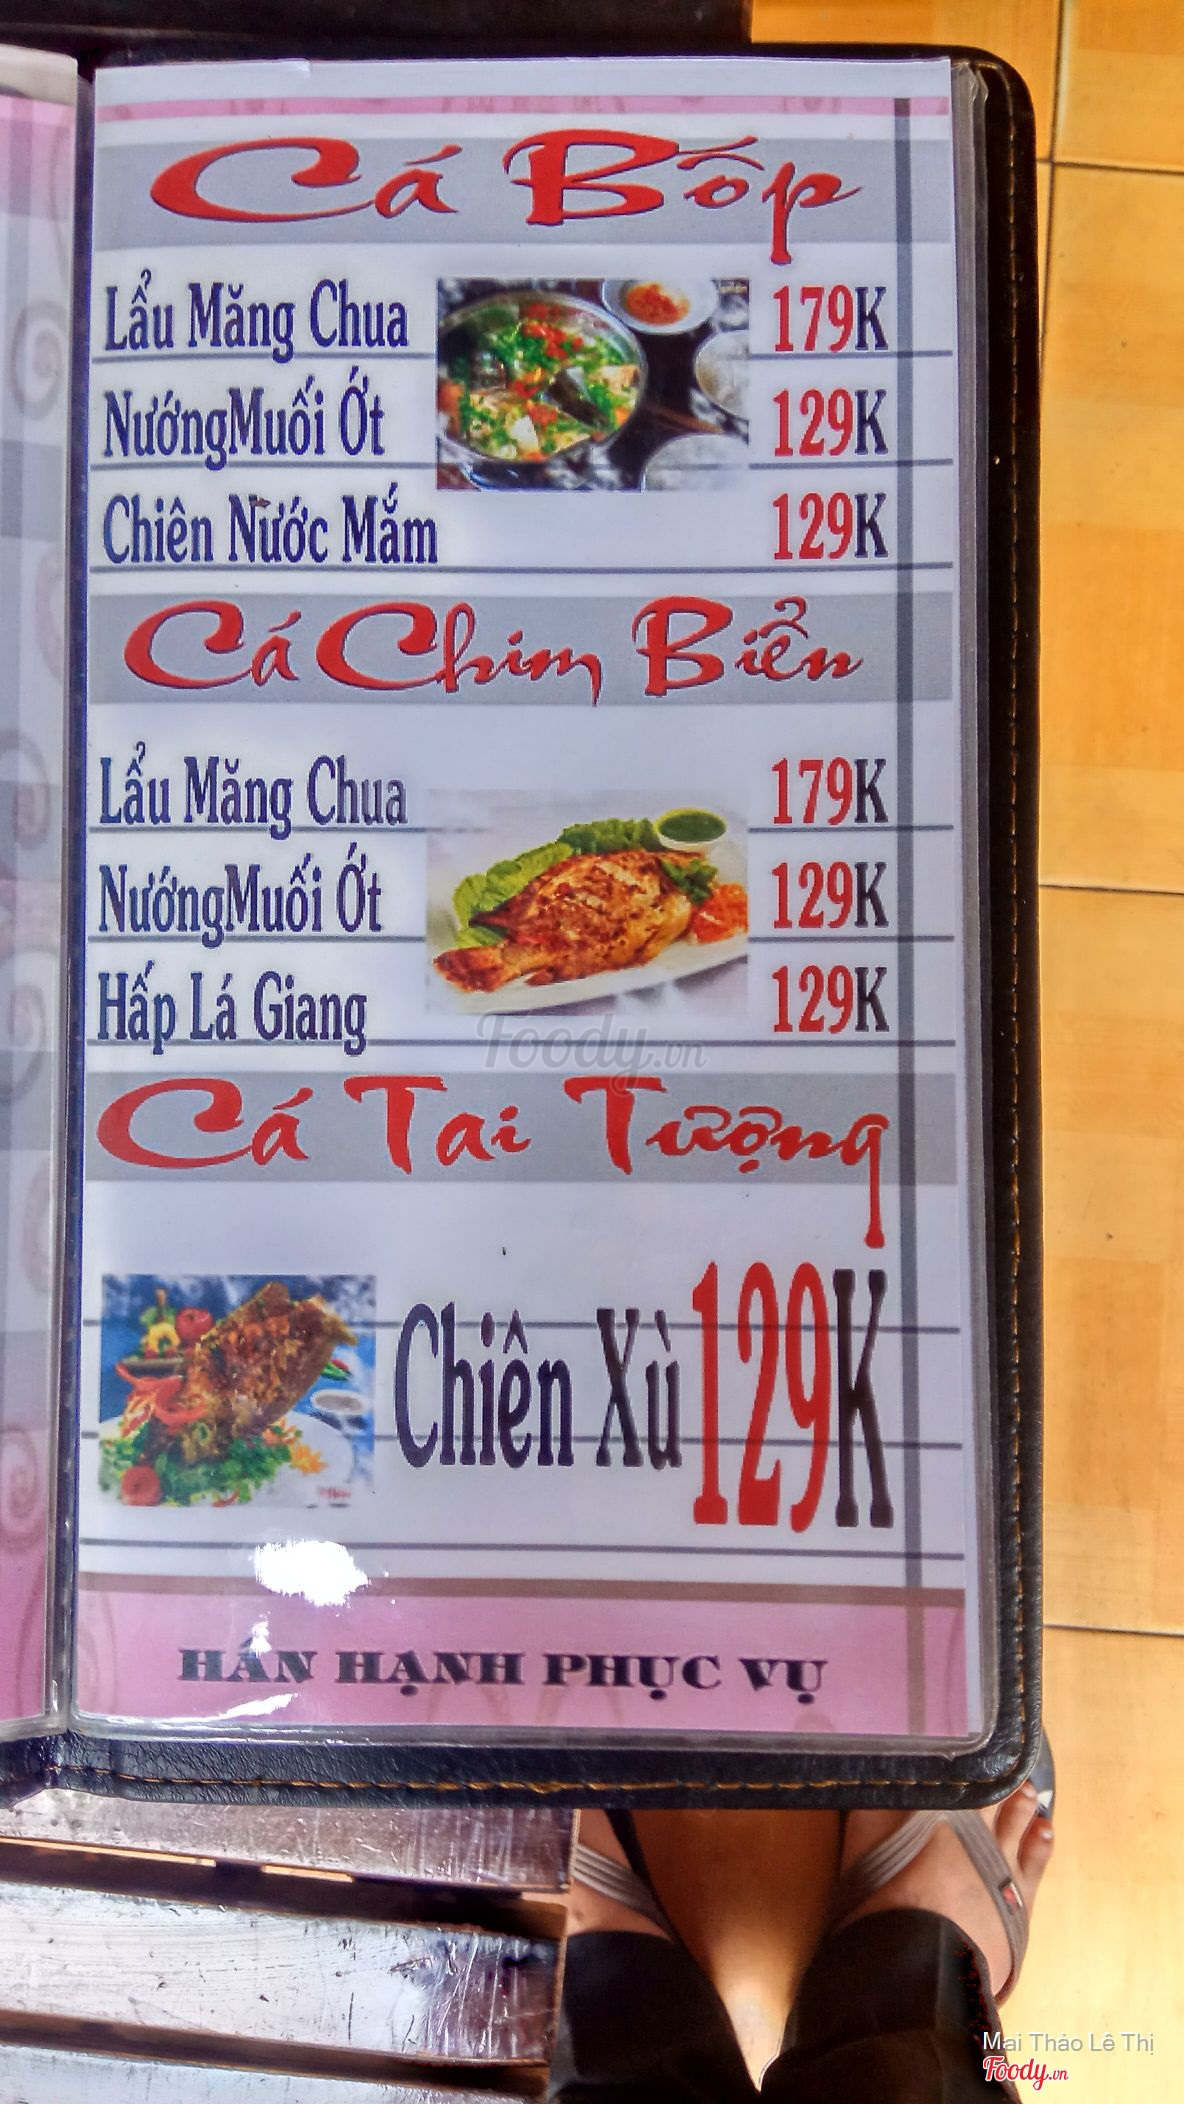 Cá Bốp
Lẩu Măng Chua 179K
NướngMuối Ớt 129K
Chiên Nước Mắm 129K
Cá Chim Biển
Lẩu Măng Chua 179K
NướngMuối Ớt 129K
Hấp Lá Giang 129K
Foody.vn
Cá Tai Tượng
Chiên Xù 129K
HÂN HẠNH PHỤC VỤ
Mai Thảo Lê Thị
Foody.vn